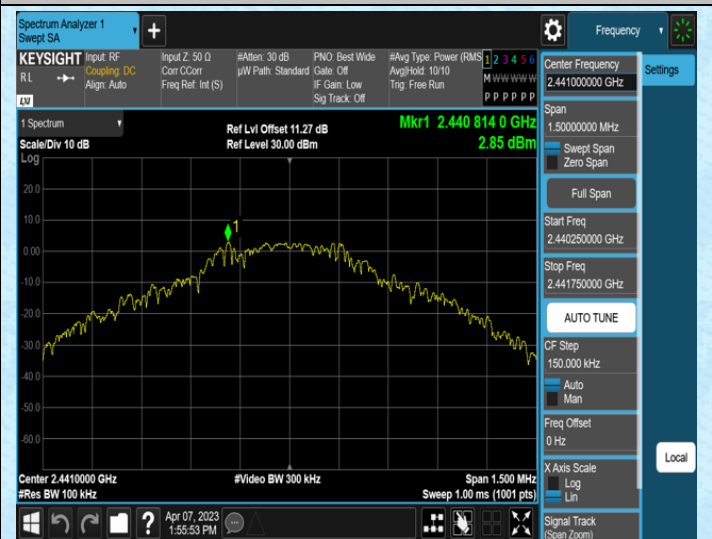 Spectrum Analyzer 1
Swept SA
+
Frequency
KEYSIGHT
RL
LXI
Input: RF
Coupling: DC
Align: Auto
Input Z: 50 Ω
Corr CCorr
Freq Ref: Int (S)
#Atten: 30 dB
µW Path: Standard
PNO: Best Wide
Gate: Off
IF Gain: Low
Sig Track: Off
#Avg Type: Power (RMS
Avg|Hold: 10/10
Trig: Free Run
1 2 3 4 5 6
M W W W W W
P P P P P P
1 Spectrum
Scale/Div 10 dB
Log
Ref Lvl Offset 11.27 dB
Ref Level 30.00 dBm
Mkr1 2.440 814 0 GHz
2.85 dBm
20.0
10.0
0.00
-10.0
-20.0
-30.0
-40.0
-50.0
-60.0
1
Center 2.4410000 GHz
#Res BW 100 kHz
#Video BW 300 kHz
Span 1.500 MHz
Sweep 1.00 ms (1001 pts)
?
Apr 07, 2023
1:55:53 PM
Center Frequency
2.441000000 GHz
Settings
Span
1.50000000 MHz
Swept Span
Zero Span
Full Span
Start Freq
2.440250000 GHz
Stop Freq
2.441750000 GHz
AUTO TUNE
CF Step
150.000 kHz
Auto
Man
Freq Offset
0 Hz
Local
X Axis Scale
Log
Lin
Signal Track
(Span Zoom)